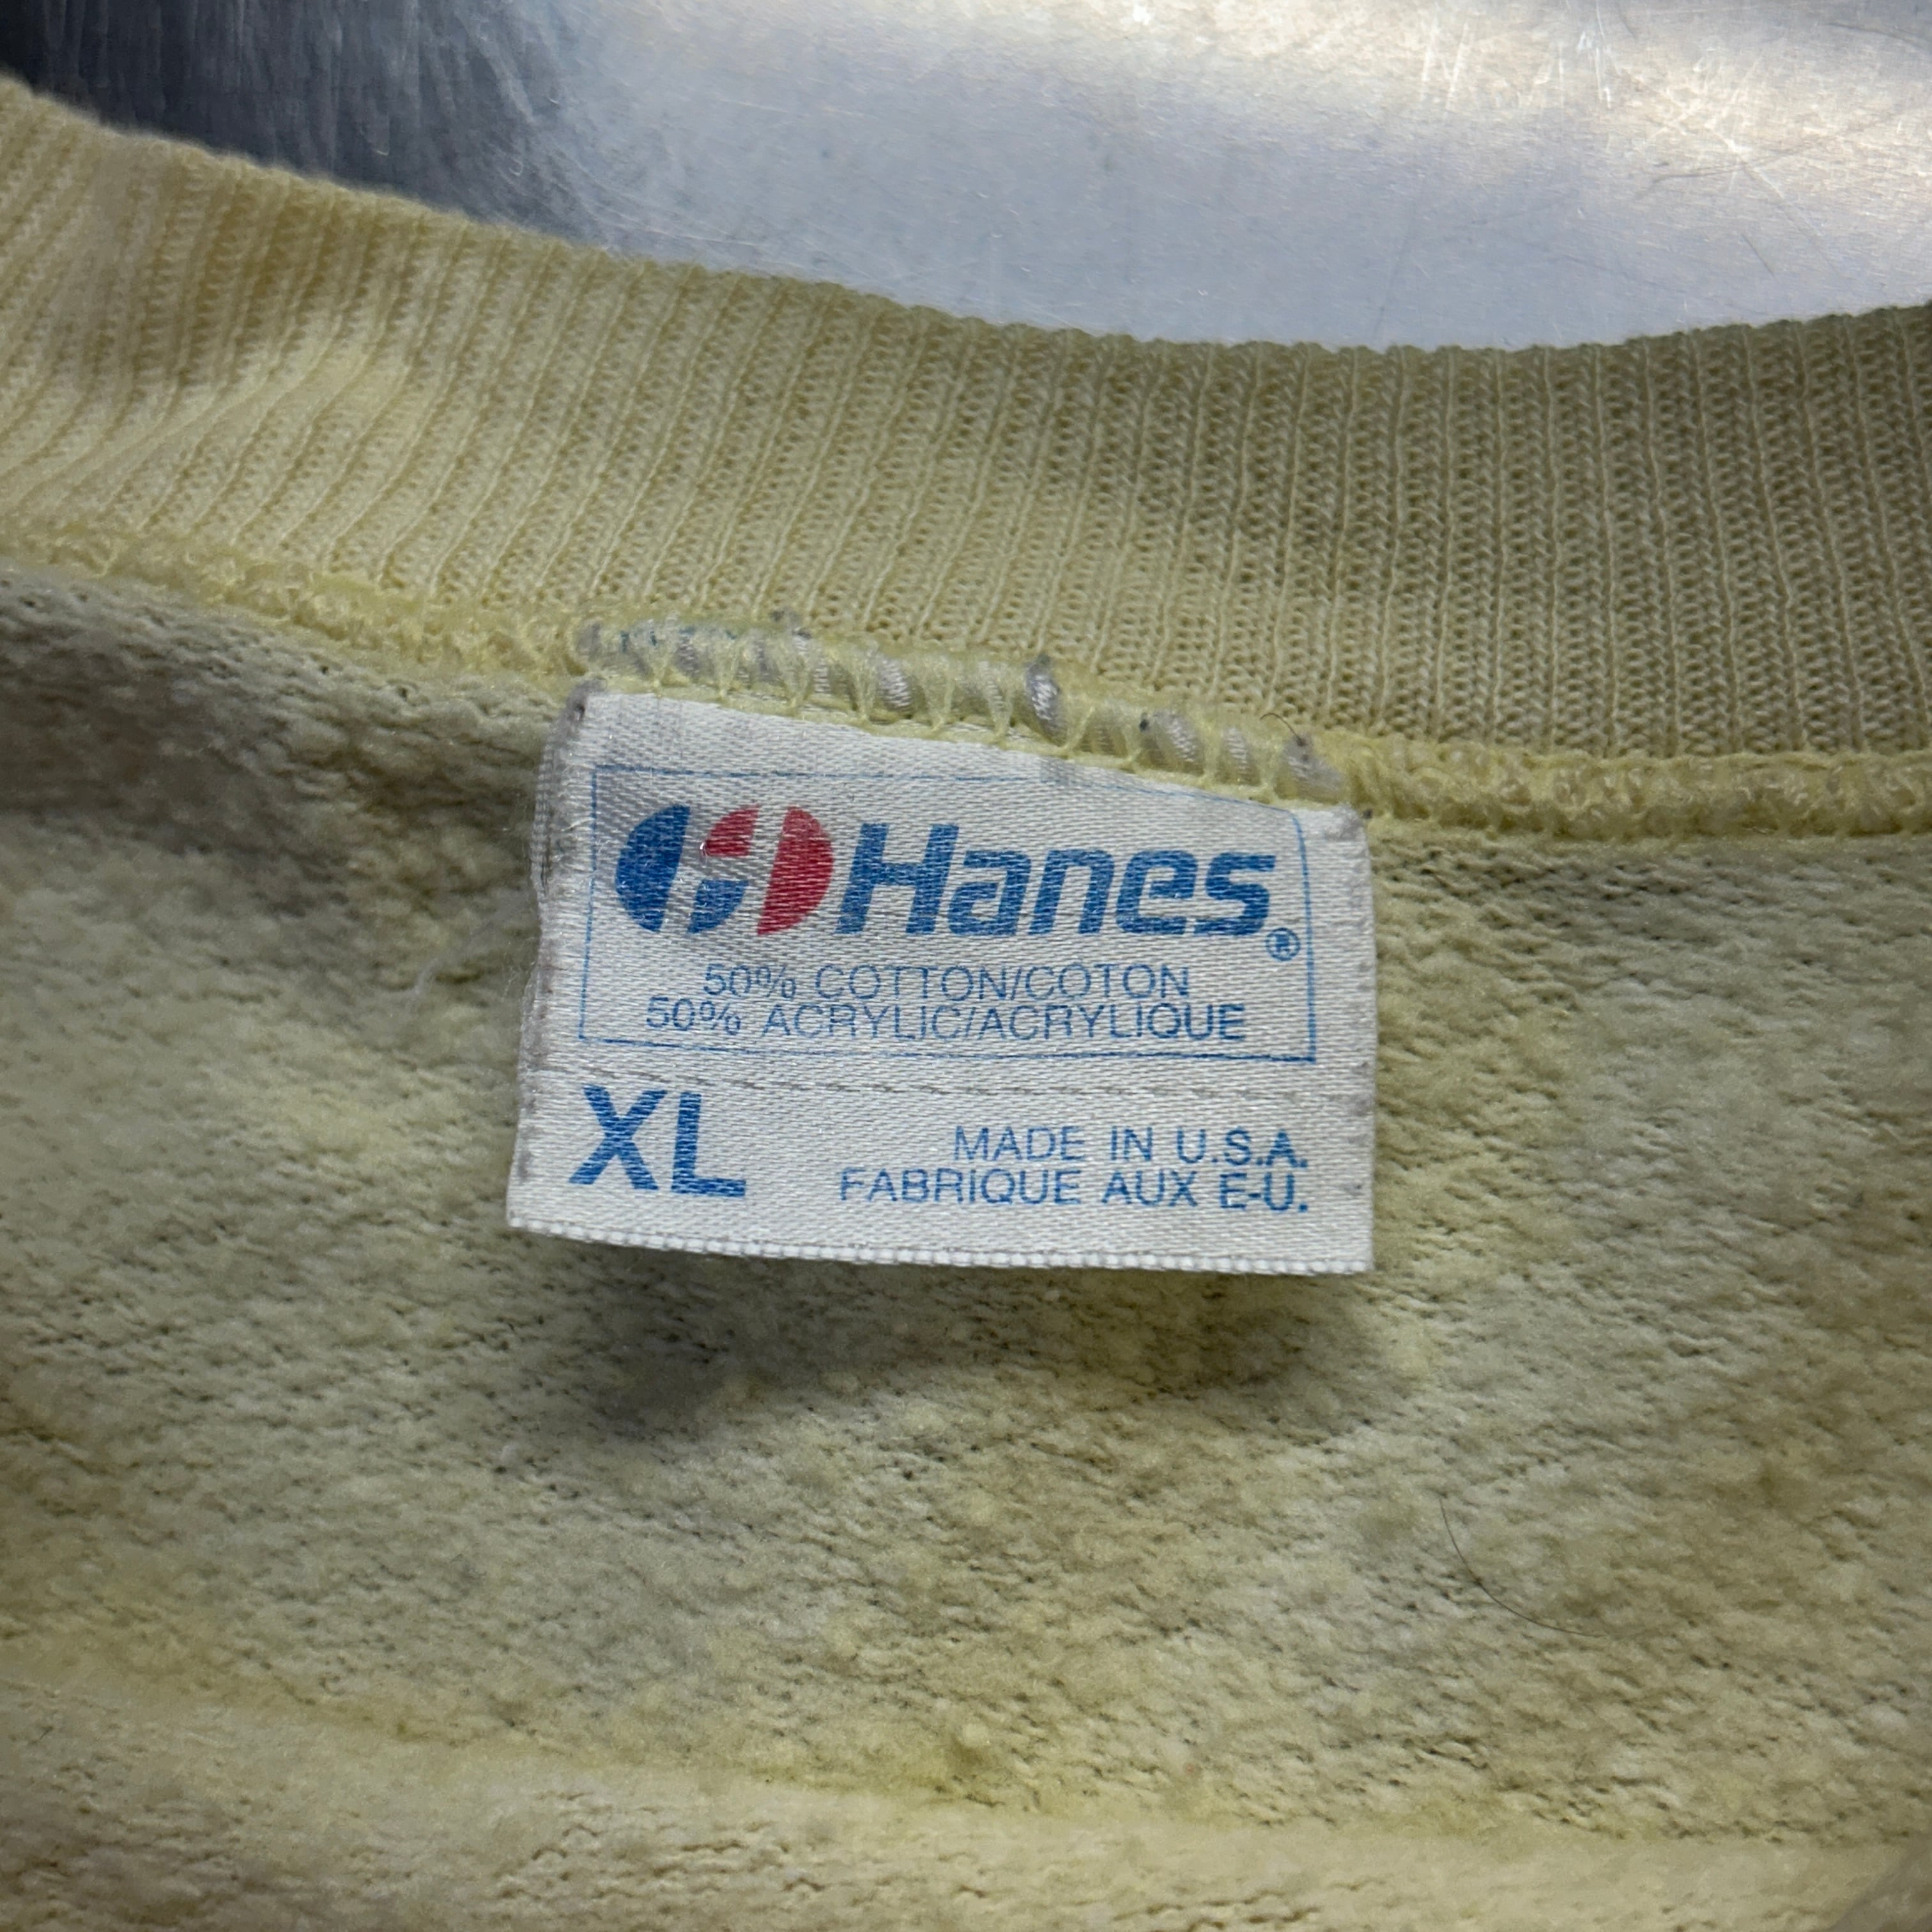 Hanes®
50% COTTON/COTON
50% ACRYLIC/ACRYLIQUE
XL
MADE IN U.S.A.
FABRIQUE AUX E-U.